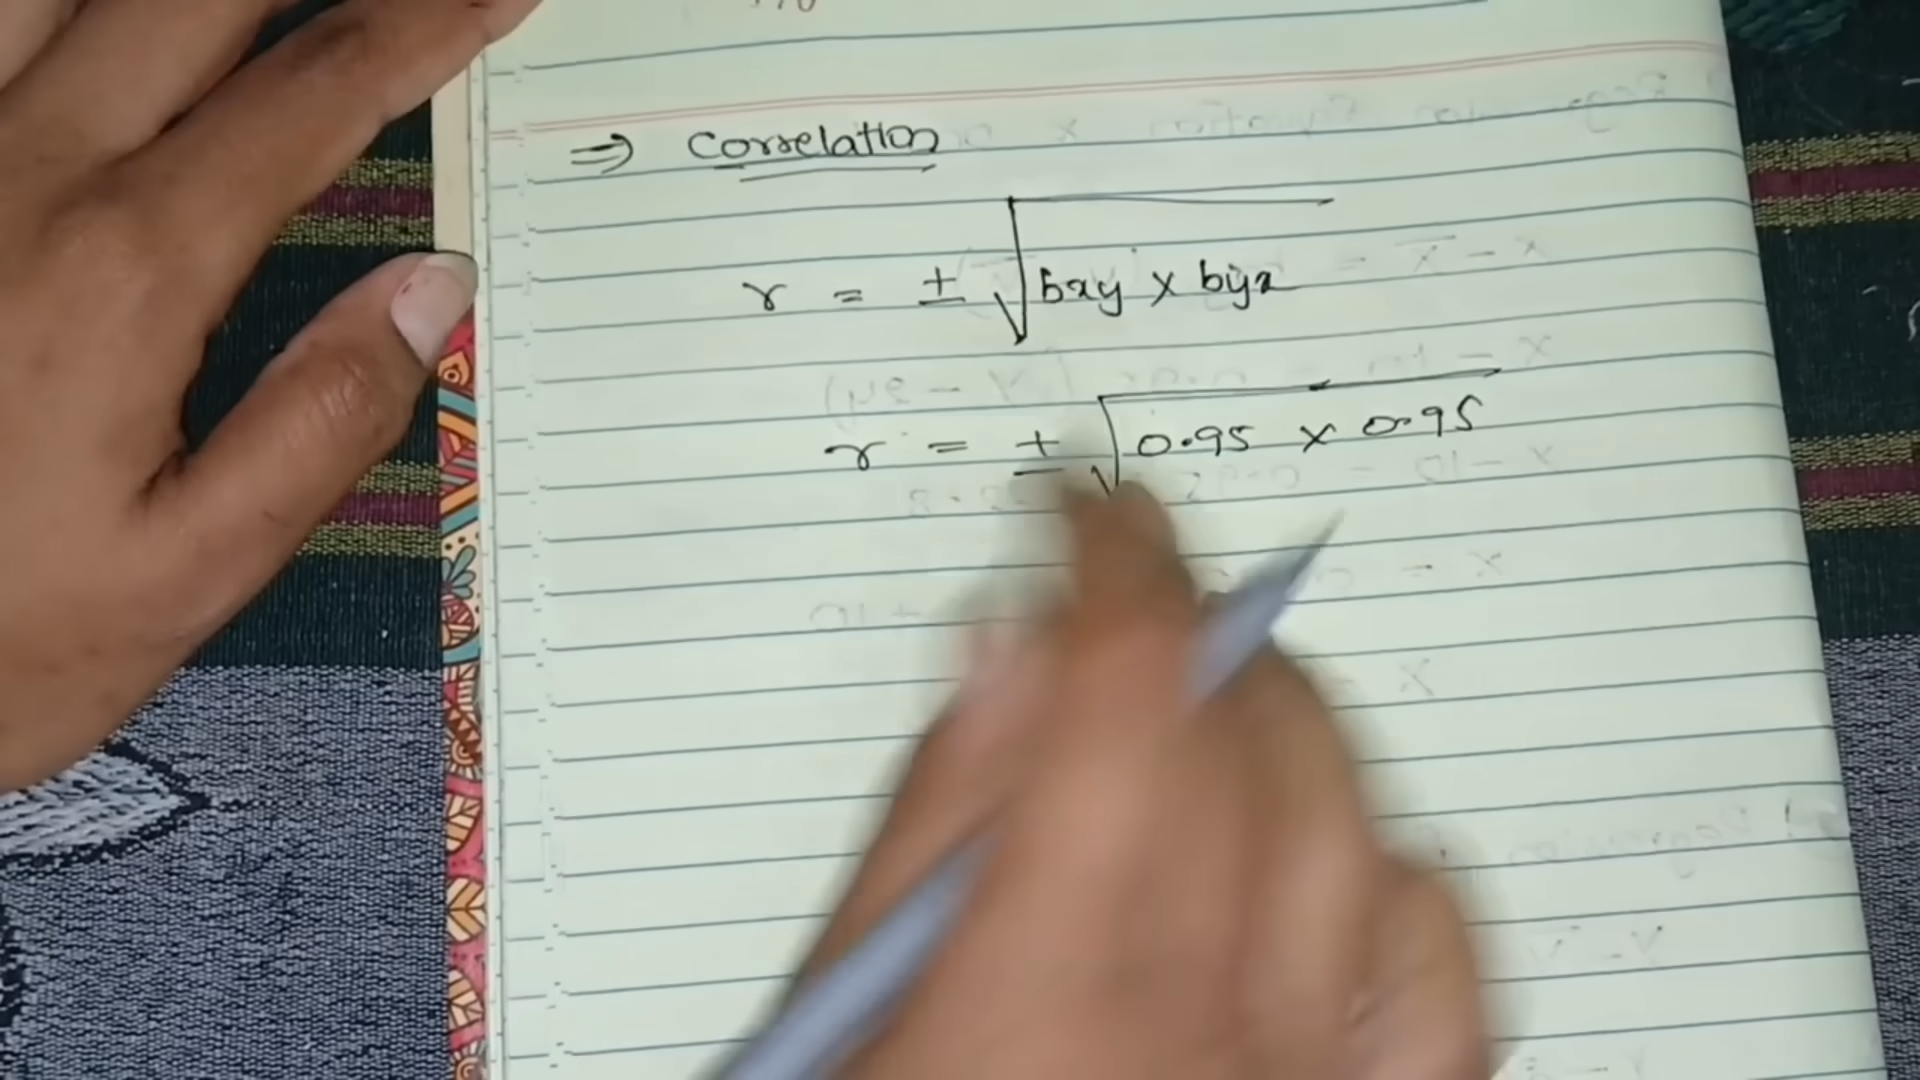 ⇒ Correlation
r = ± √bxy × byx
r = ± √0.95 × 0.95